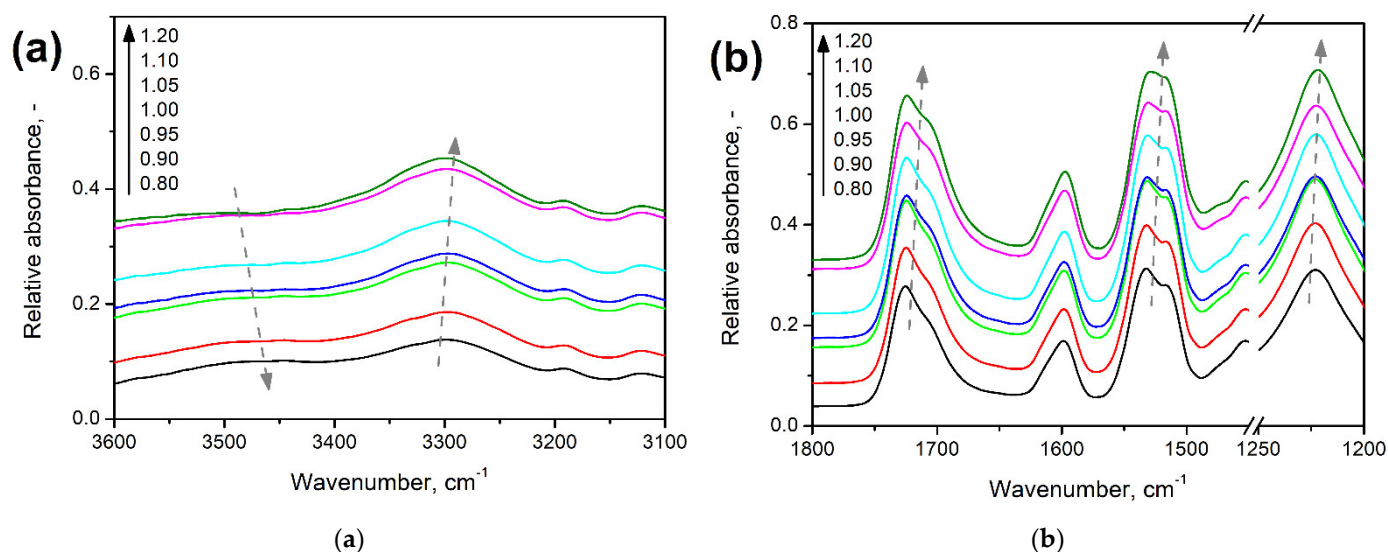 (a)
1.20
1.10
1.05
1.00
0.95
0.90
0.80
0.6
0.4
0.2
0.0
Relative absorbance, -
3600 3500 3400 3300 3200 3100
Wavenumber, cm-1
(a)
(b)
1.20
1.10
1.05
1.00
0.95
0.90
0.80
0.8
0.6
0.4
0.2
0.0
Relative absorbance, -
1800 1700 1600 1500 1250 1200
Wavenumber, cm-1
(b)